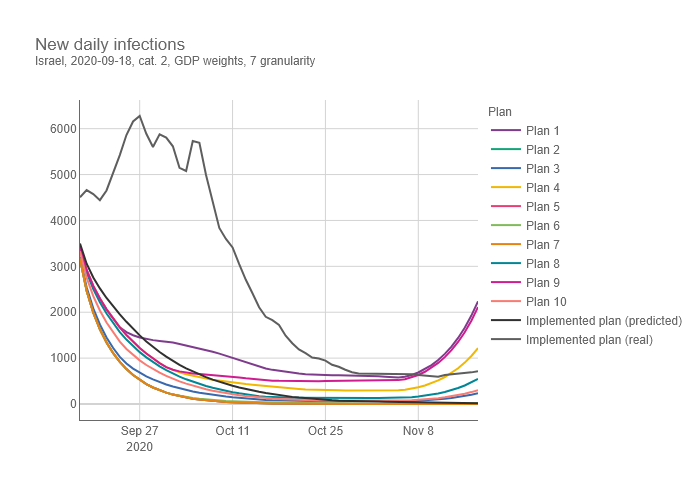 New daily infections
Israel, 2020-09-18, cat. 2, GDP weights, 7 granularity
6000
5000
4000
3000
2000
1000
0
Sep 27
2020
Oct 11
Oct 25
Nov 8
Plan
Plan 1
Plan 2
Plan 3
Plan 4
Plan 5
Plan 6
Plan 7
Plan 8
Plan 9
Plan 10
Implemented plan (predicted)
Implemented plan (real)